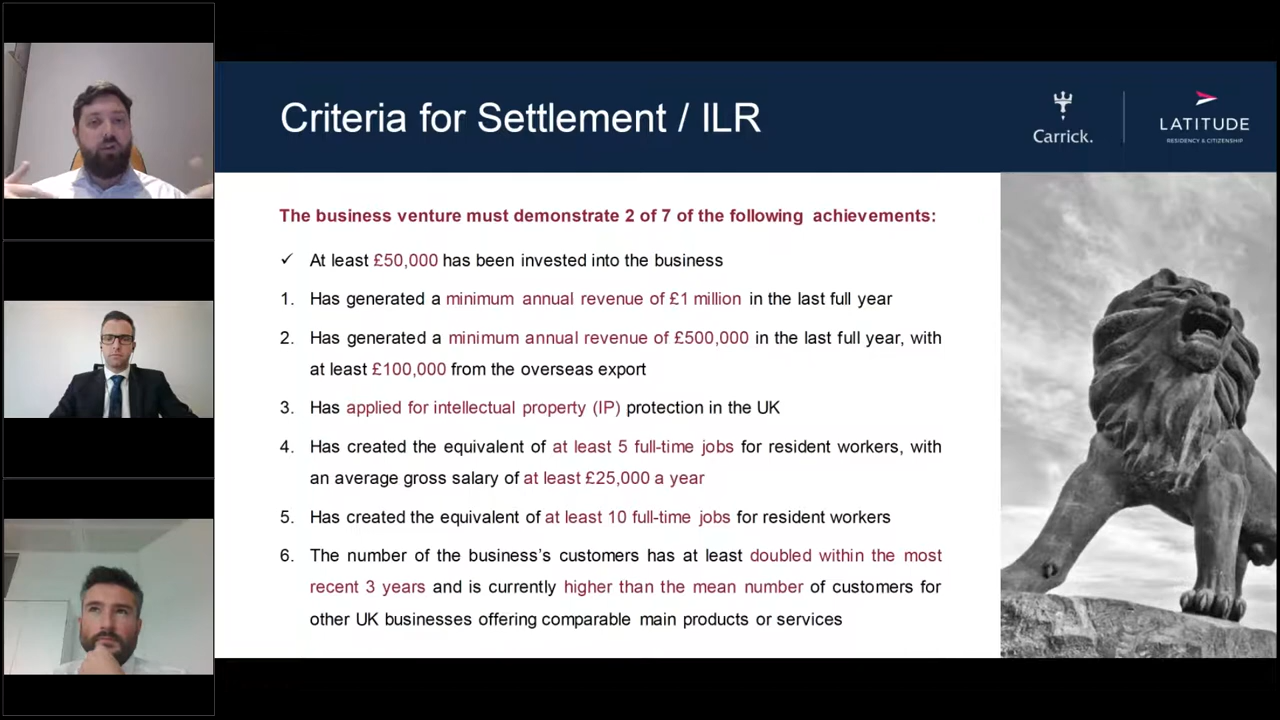 Criteria for Settlement / ILR
Carrick.
LATITUDE
RESIDENCY & CITIZENSHIP
The business venture must demonstrate 2 of 7 of the following achievements:
✓ At least £50,000 has been invested into the business
1. Has generated a minimum annual revenue of £1 million in the last full year
2. Has generated a minimum annual revenue of £500,000 in the last full year, with
at least £100,000 from the overseas export
3. Has applied for intellectual property (IP) protection in the UK
4. Has created the equivalent of at least 5 full-time jobs for resident workers, with
an average gross salary of at least £25,000 a year
5. Has created the equivalent of at least 10 full-time jobs for resident workers
6. The number of the business's customers has at least doubled within the most
recent 3 years and is currently higher than the mean number of customers for
other UK businesses offering comparable main products or services